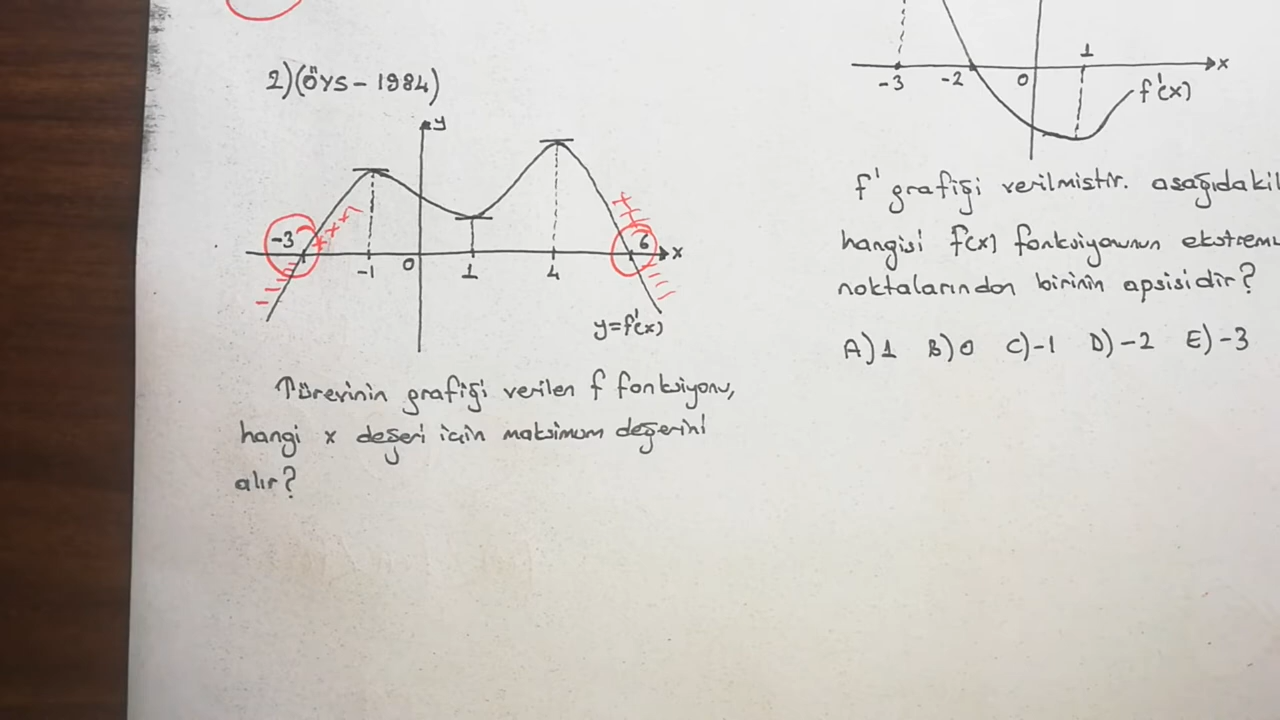 2)(ÖYS - 1984)
y
-3
-1
0
1
4
6
x
y=f'(x)
Türevinin grafiği verilen f fonksiyonu,
hangi x değeri için maksimum değerini
alır?
1
-3
-2
0
x
f'(x)
f' grafiği verilmiştir. aşağıdakil
hangisi f(x) fonksiyonunun ekstremu
noktalarından birinin apsisidir?
A) 1 B) 0 C) -1 D) -2 E) -3